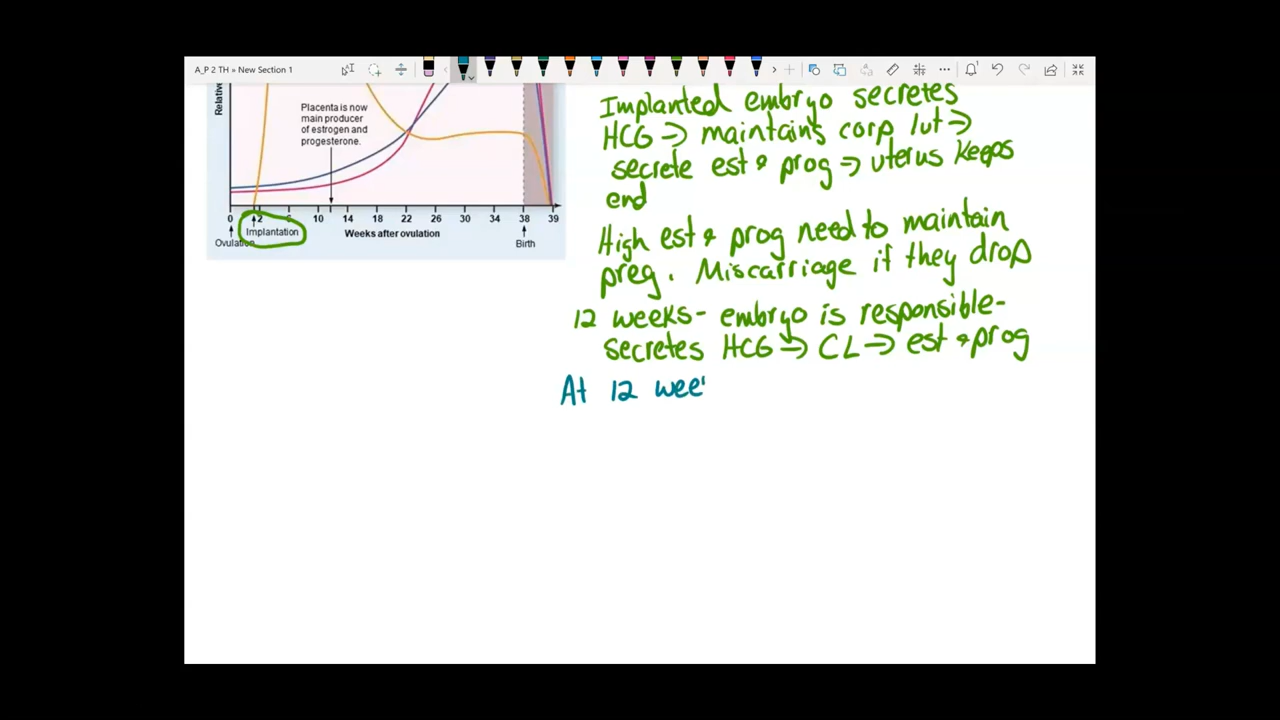 A_P 2 TH » New Section 1
Relative
Placenta is now
main producer
of estrogen and
progesterone.
0 2 6 10 14 18 22 26 30 34 38 39
Implantation
Ovulation
Weeks after ovulation
Birth
Implanted embryo secretes
HCG → maintains corp lut →
secrete est & prog → uterus keeps
end
High est & prog need to maintain
preg. Miscarriage if they drop
12 weeks- embryo is responsible-
secretes HCG → CL → est & prog
At 12 wee